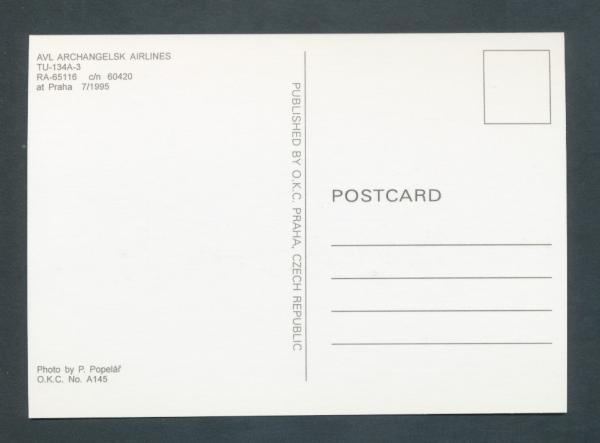 AVL ARCHANGELSK AIRLINES
TU-134A-3
RA-65116 c/n 60420
at Praha 7/1995
Photo by P. Popelář
O.K.C. No. A145
PUBLISHED BY O.K.C. PRAHA, CZECH REPUBLIC
POSTCARD